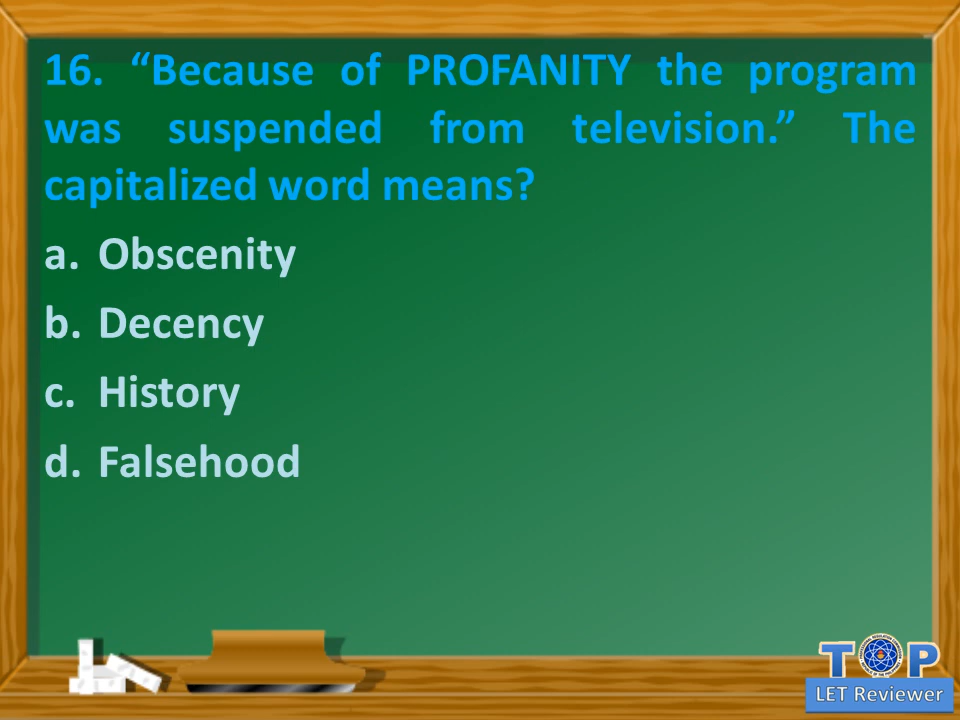 16. “Because of PROFANITY the program
was suspended from television.” The
capitalized word means?
a. Obscenity
b. Decency
c. History
d. Falsehood
TOP
LET Reviewer